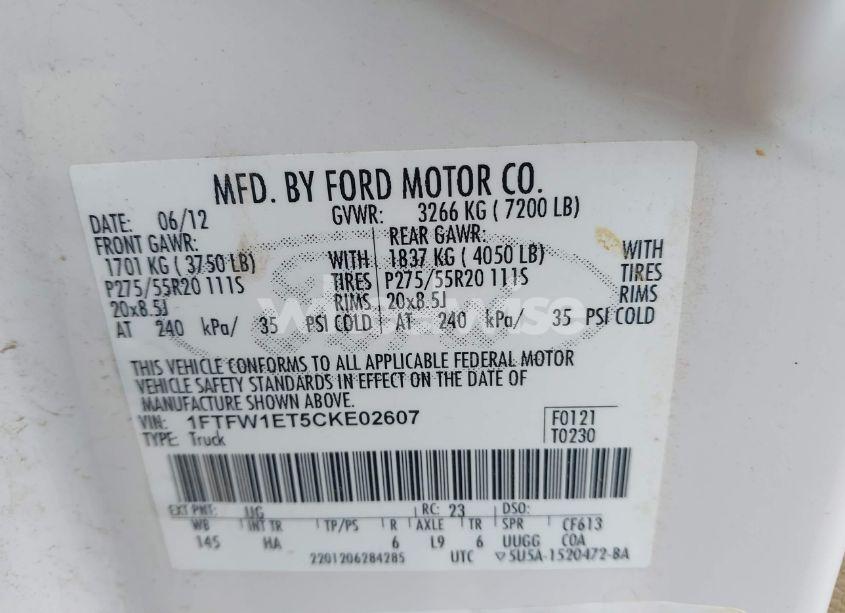 MFD. BY FORD MOTOR CO.
DATE: 06/12 GVWR: 3266 KG ( 7200 LB)
FRONT GAWR: REAR GAWR:
1701 KG ( 3750 LB) WITH 1837 KG ( 4050 LB) WITH
P275/55R20 111S TIRES P275/55R20 111S TIRES
20x8.5J RIMS 20x8.5J RIMS
AT 240 kPa/ 35 PSI COLD AT 240 kPa/ 35 PSI COLD
THIS VEHICLE CONFORMS TO ALL APPLICABLE FEDERAL MOTOR
VEHICLE SAFETY STANDARDS IN EFFECT ON THE DATE OF
MANUFACTURE SHOWN ABOVE.
VIN: 1FTFW1ET5CKE02607 F0121
TYPE: Truck T0230
EXT PNT: UG RC: 23 DSO:
WB INT TR TP/PS R AXLE TR SPR CF613
145 HA 6 L9 6 UUGG COA
2201206284285 UTC ▽5U5A-1520472-BA